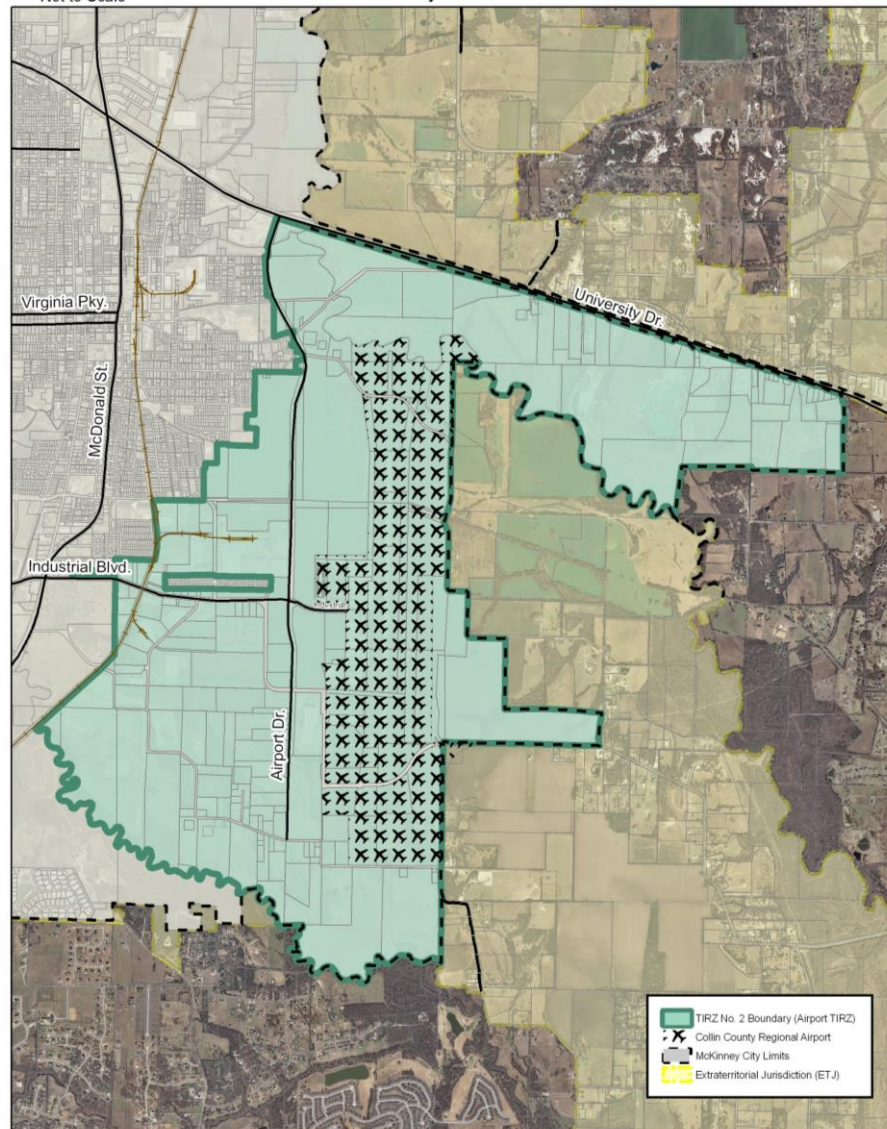 Not to Scale
University Dr.
Virginia Pky.
McDonald St.
Industrial Blvd.
Industrial
Airport Dr.
TIRZ No. 2 Boundary (Airport TIRZ)
Collin County Regional Airport
McKinney City Limits
Extraterritorial Jurisdiction (ETJ)